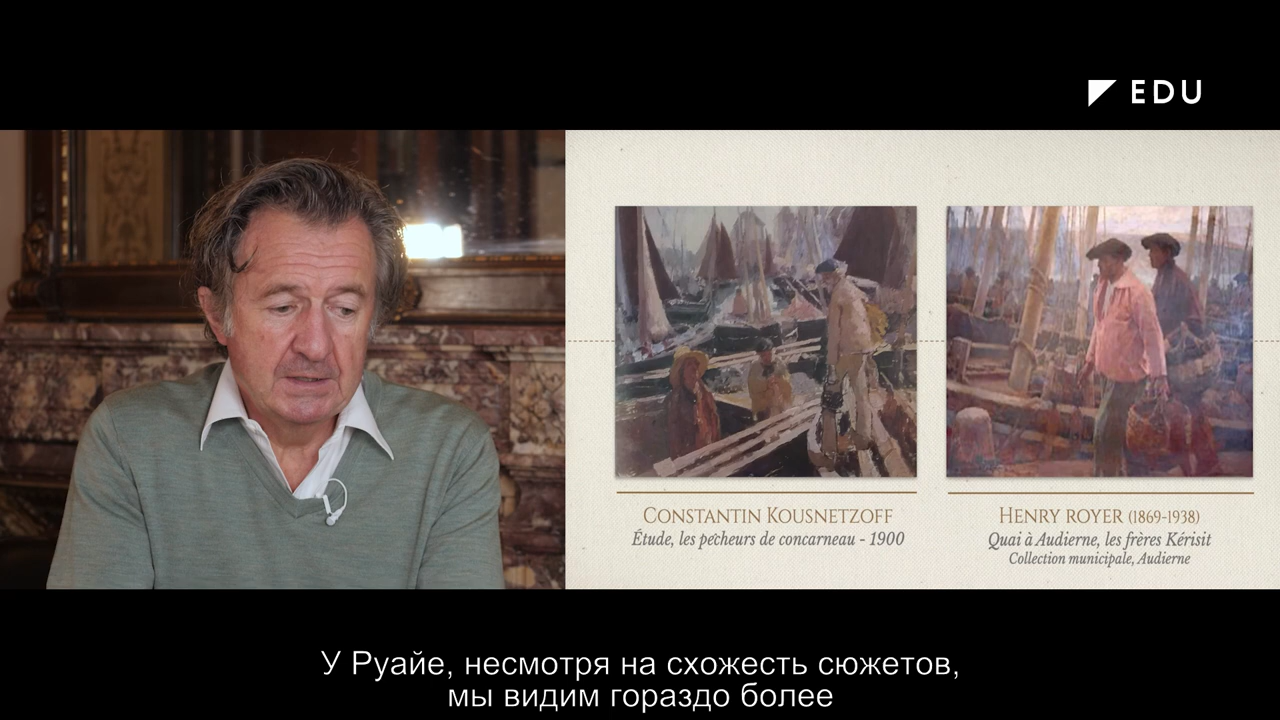 EDU
CONSTANTIN KOUSNETZOFF
Étude, les pêcheurs de concarneau - 1900
HENRY ROYER (1869-1938)
Quai à Audierne, les frères Kérisit
Collection municipale, Audierne
У Руайе, несмотря на схожесть сюжетов,
мы видим гораздо более